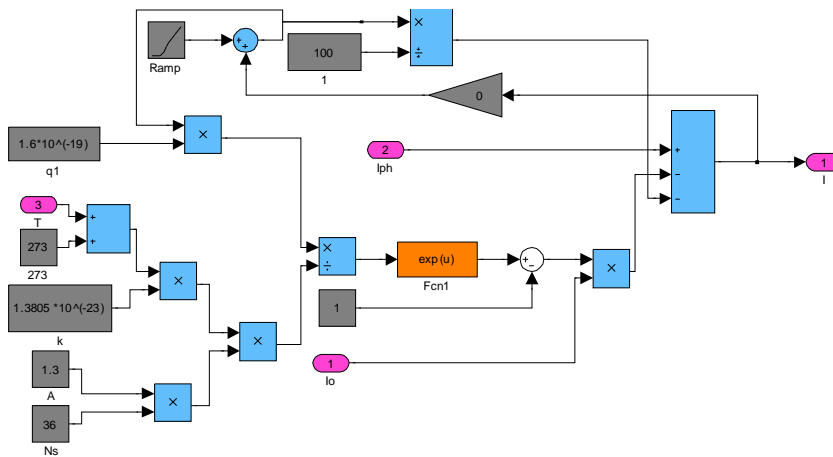 Ramp
+
+
100
1
×
÷
0
1.6*10^(-19)
q1
×
2
Iph
+
−
−
1
I
3
T
+
+
273
273
×
1.3805 *10^(-23)
k
×
÷
exp(u)
Fcn1
+
−
×
1
×
1
Io
1.3
A
×
36
Ns